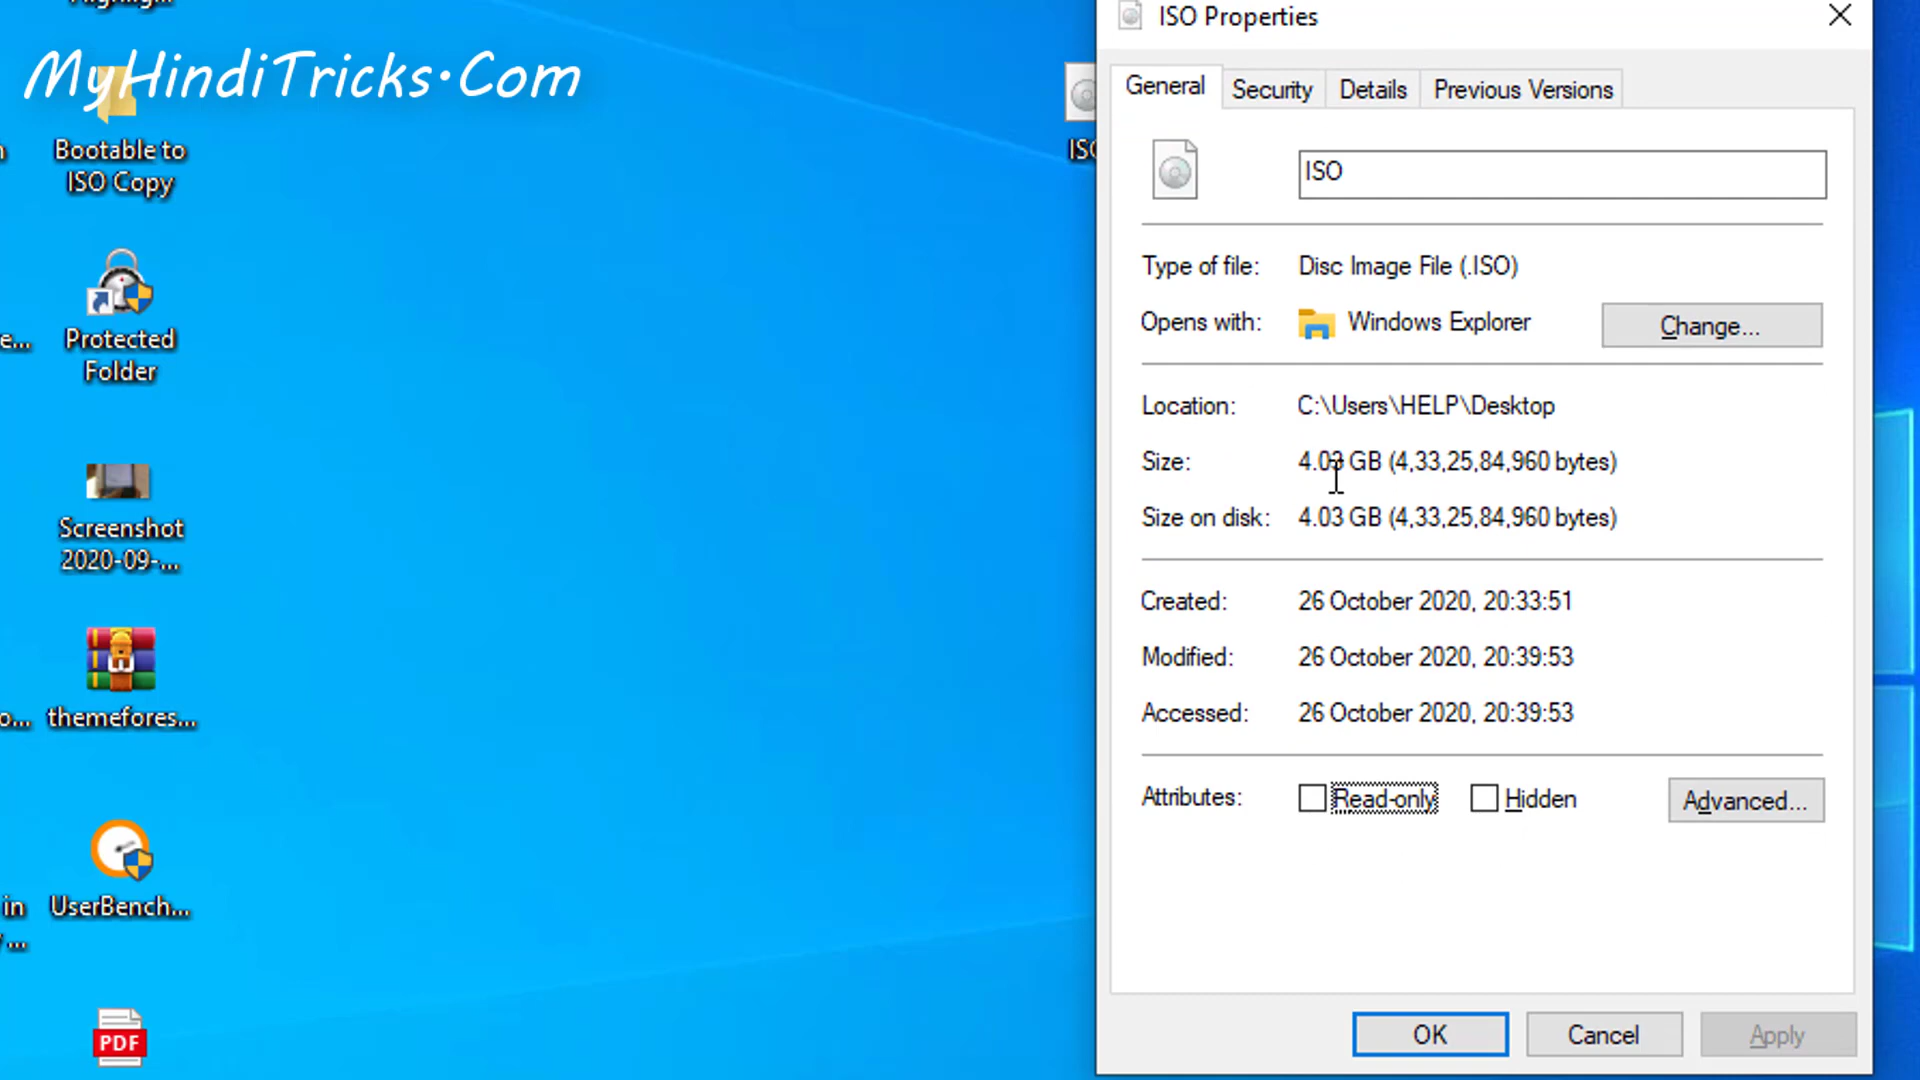 MyHindiTricks.Com
Bootable to
ISO Copy
Protected
Folder
Screenshot
2020-09-...
themefores...
UserBench...
in
PDF
ISO Properties
General
Security
Details
Previous Versions
ISO
Type of file: Disc Image File (.ISO)
Opens with: Windows Explorer
Change...
Location: C:\Users\HELP\Desktop
Size: 4.03 GB (4,33,25,84,960 bytes)
Size on disk: 4.03 GB (4,33,25,84,960 bytes)
Created: 26 October 2020, 20:33:51
Modified: 26 October 2020, 20:39:53
Accessed: 26 October 2020, 20:39:53
Attributes: Read-only Hidden Advanced...
OK Cancel Apply